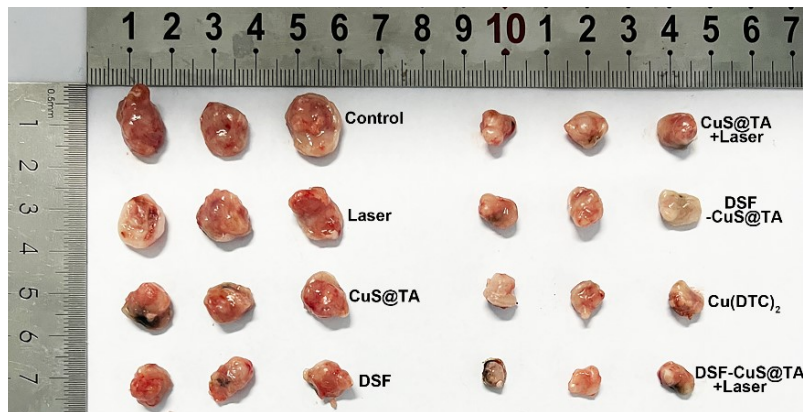 1 2 3 4 5 6 7 8 9 10 1 2 3 4 5 6 7
0.5mm
1
2
3
4
5
6
7
Control
CuS@TA
+Laser
Laser
DSF
-CuS@TA
CuS@TA
Cu(DTC)₂
DSF
DSF-CuS@TA
+Laser